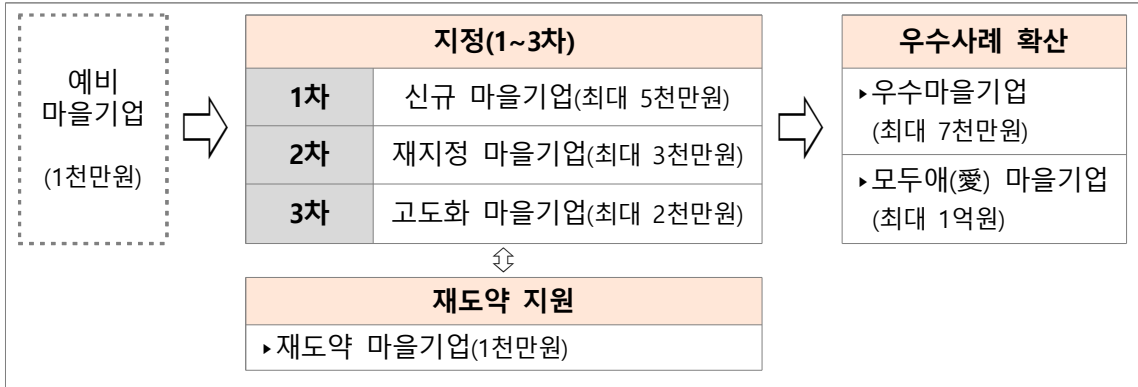 예비
마을기업
(1천만원)
지정(1~3차)
1차 신규 마을기업(최대 5천만원)
2차 재지정 마을기업(최대 3천만원)
3차 고도화 마을기업(최대 2천만원)
재도약 지원
▸재도약 마을기업(1천만원)
우수사례 확산
▸우수마을기업
(최대 7천만원)
▸모두애(愛) 마을기업
(최대 1억원)